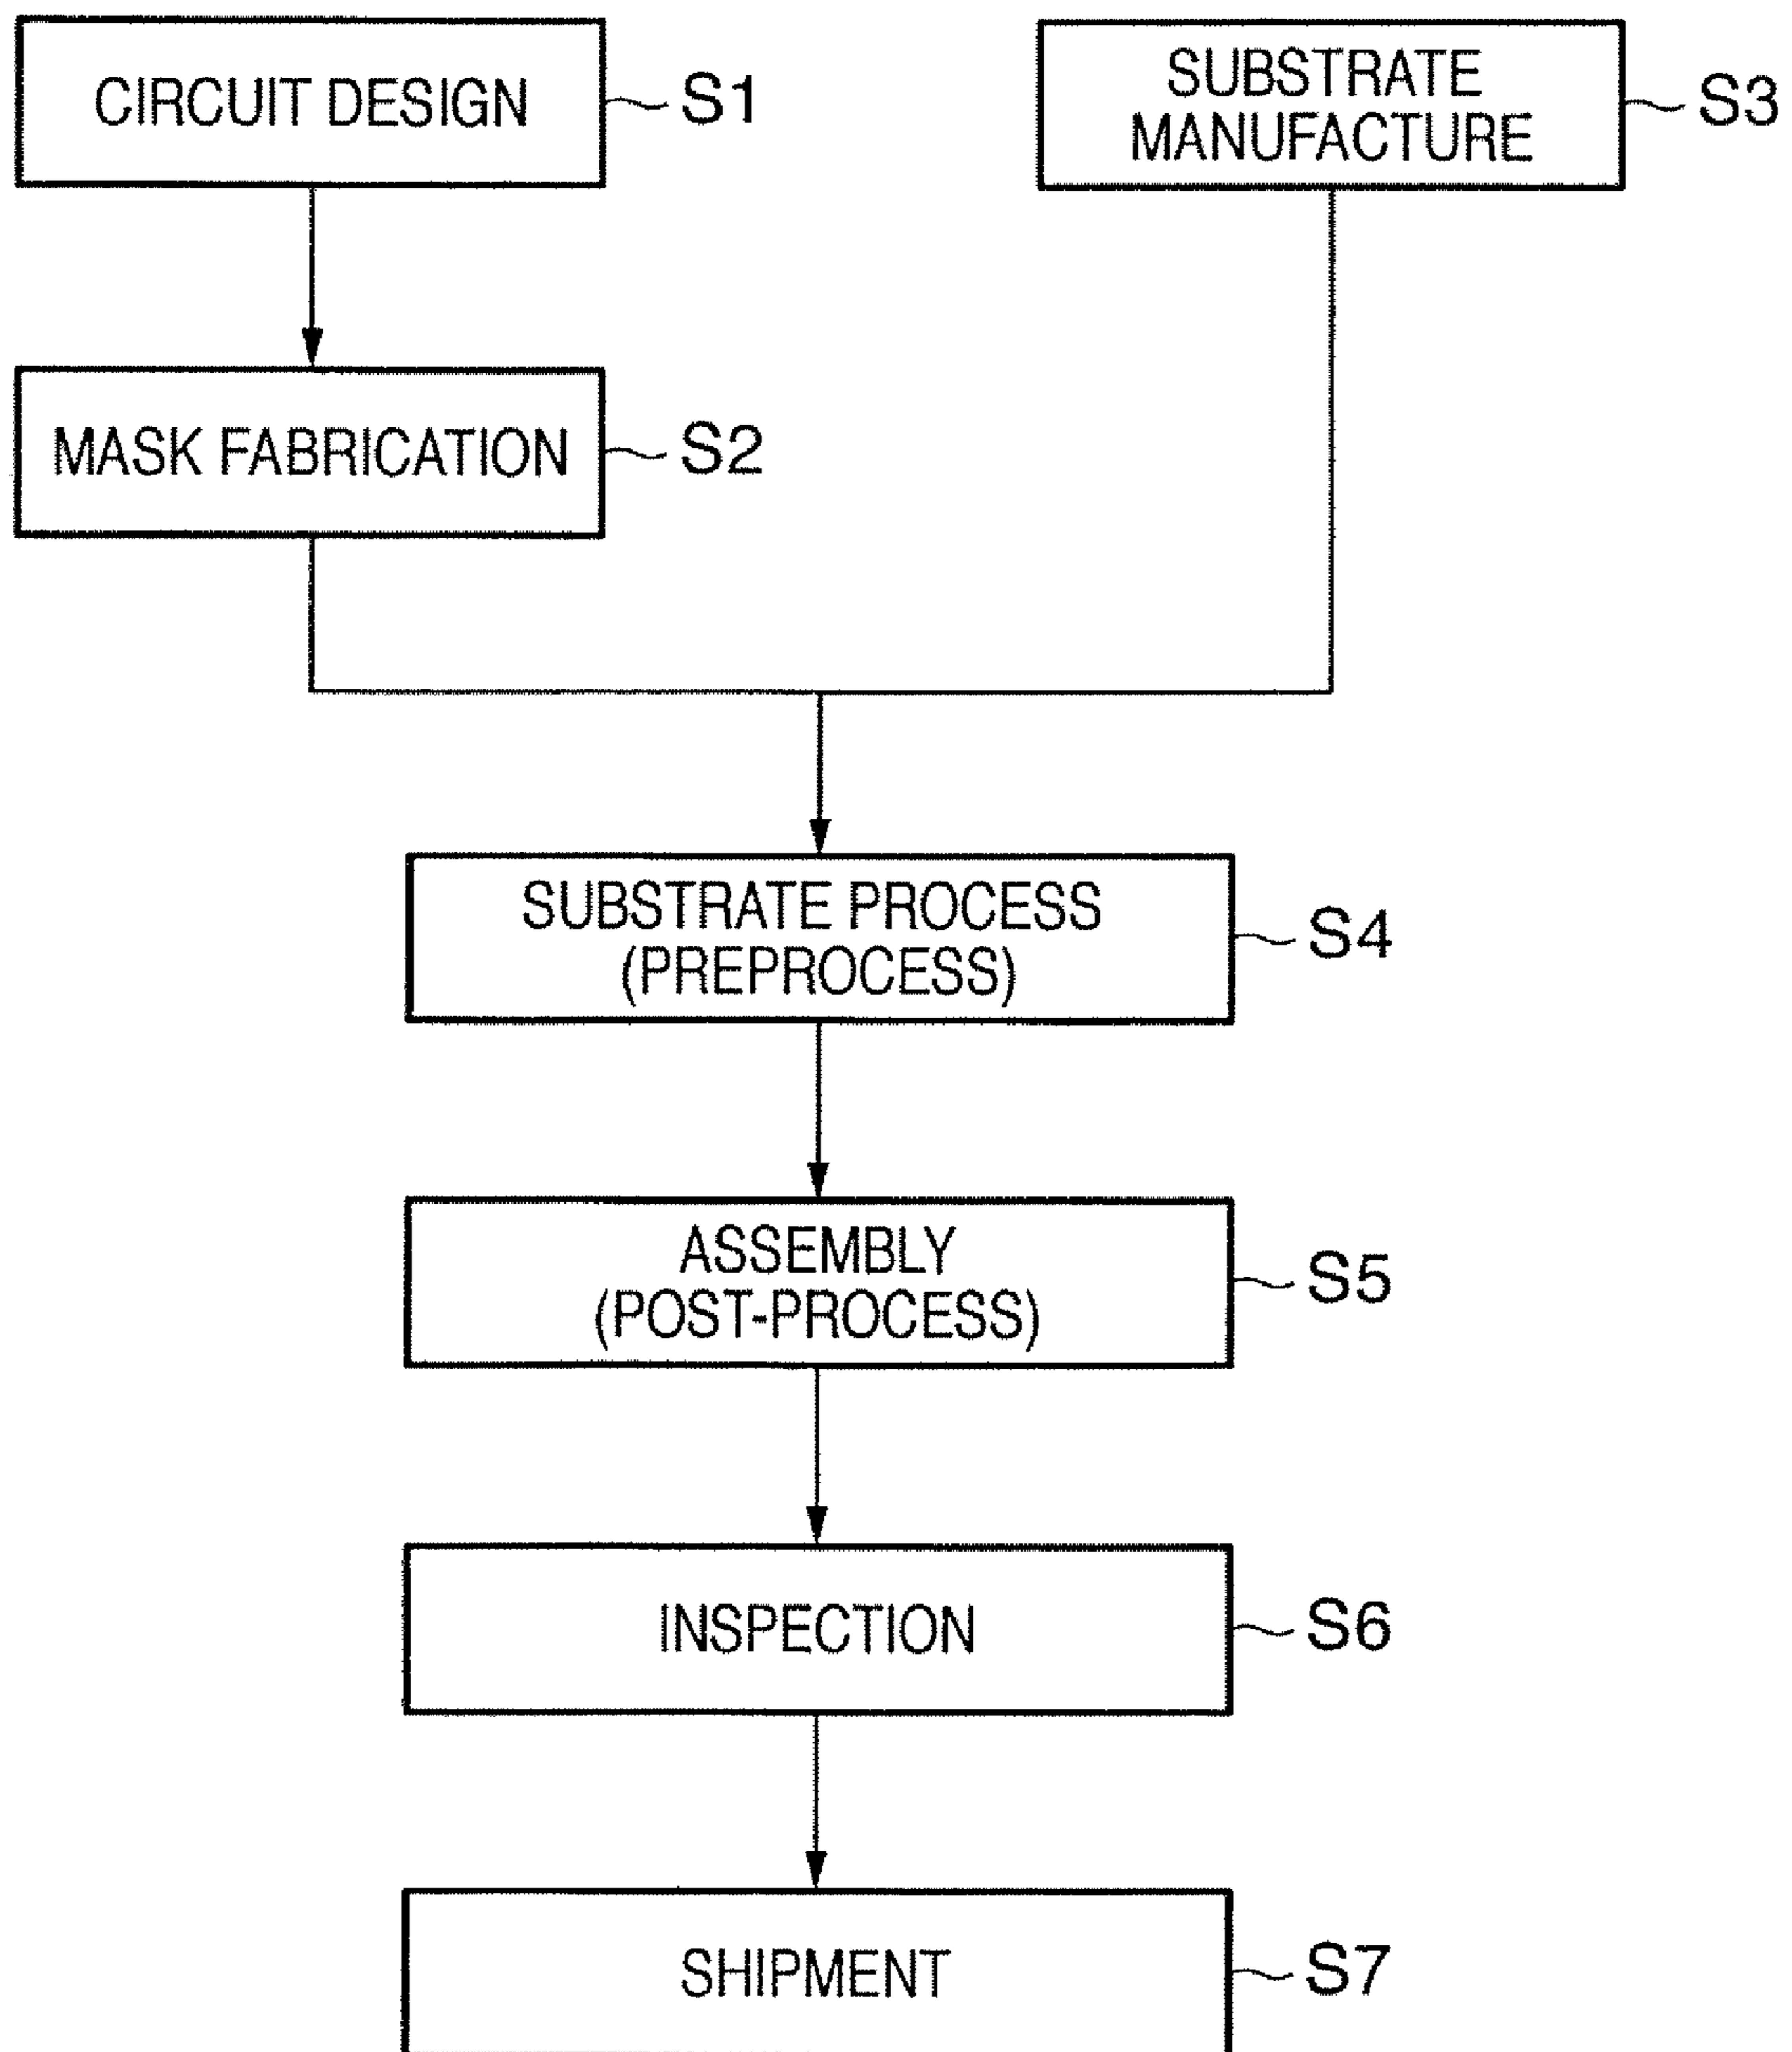 CIRCUIT DESIGN
S1
SUBSTRATE
MANUFACTURE
S3
MASK FABRICATION
S2
SUBSTRATE PROCESS
(PREPROCESS)
S4
ASSEMBLY
(POST-PROCESS)
S5
INSPECTION
S6
SHIPMENT
S7